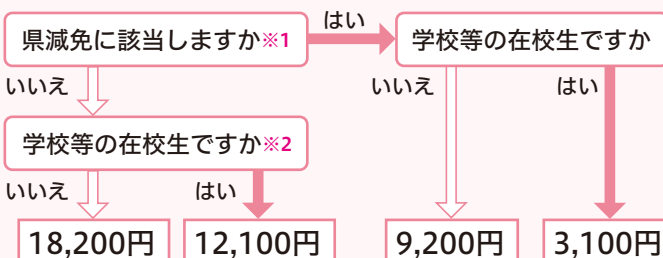 はい
県減免に該当しますか※1
学校等の在校生ですか
いいえ
いいえ
はい
学校等の在校生ですか※2
いいえ
はい
18,200円
12,100円
9,200円
3,100円